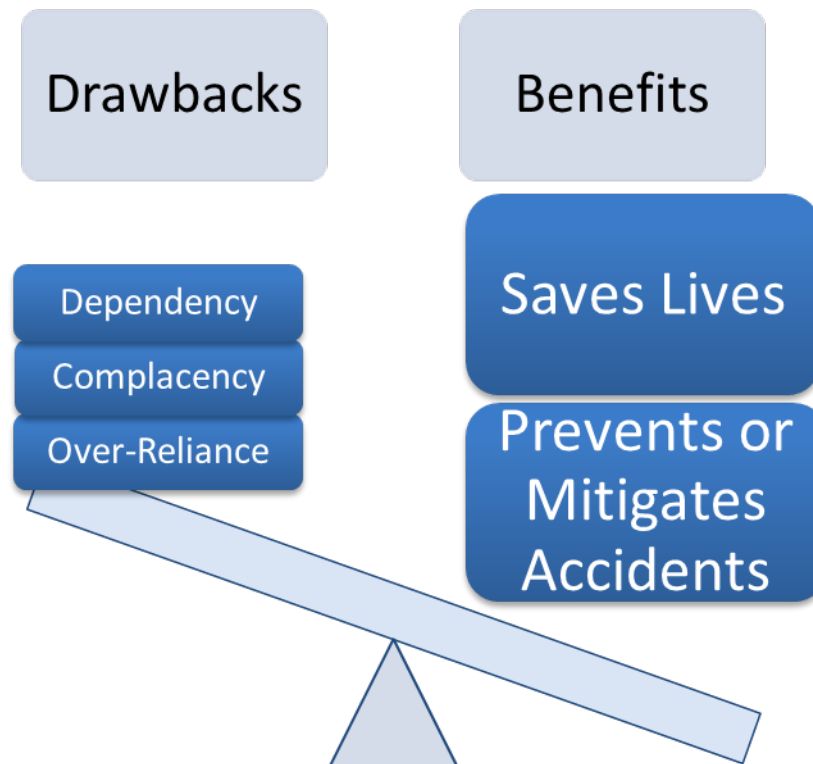 Drawbacks
Benefits
Dependency
Complacency
Over-Reliance
Saves Lives
Prevents or
Mitigates
Accidents